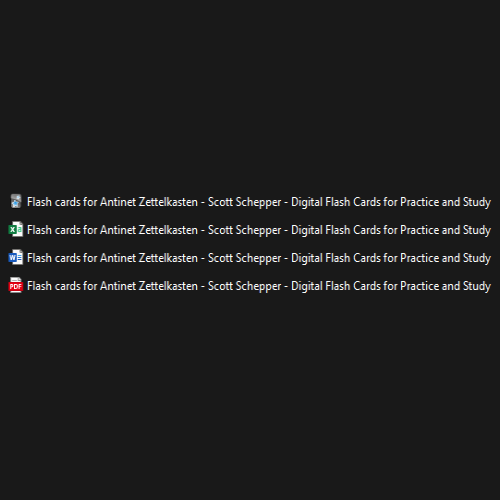 Flash cards for Antinet Zettelkasten - Scott Schepper - Digital Flash Cards for Practice and Study
Flash cards for Antinet Zettelkasten - Scott Schepper - Digital Flash Cards for Practice and Study
Flash cards for Antinet Zettelkasten - Scott Schepper - Digital Flash Cards for Practice and Study
PDF Flash cards for Antinet Zettelkasten - Scott Schepper - Digital Flash Cards for Practice and Study